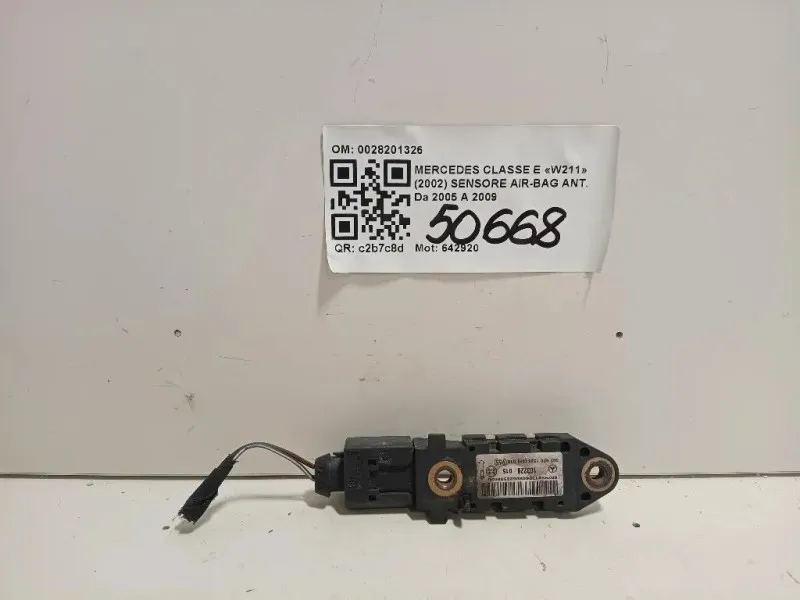 OM: 0028201326
MERCEDES CLASSE E «W211»
(2002) SENSORE AIR-BAG ANT.
Da 2005 A 2009
50668
QR: c2b7c8d Mot: 642920